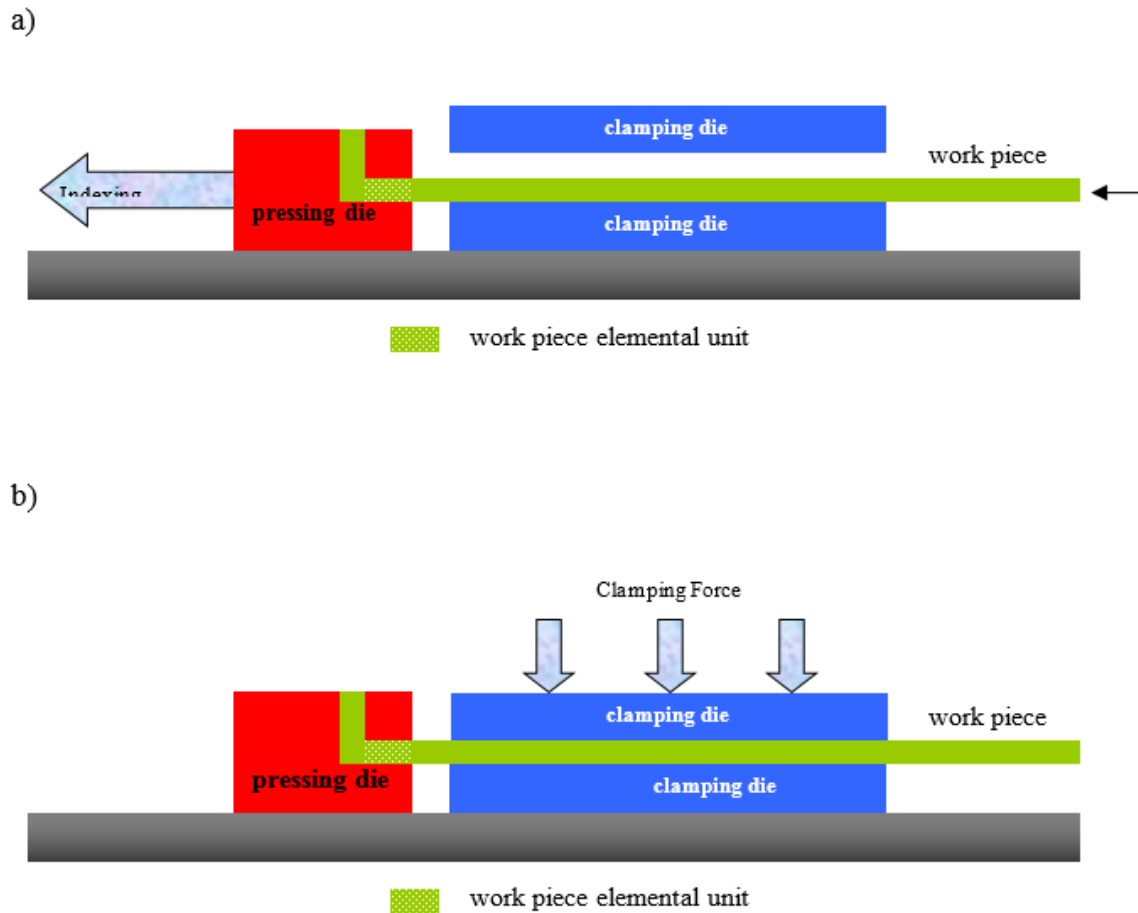 a)
clamping die
work piece
Indexing
pressing die
clamping die
work piece elemental unit
b)
Clamping Force
clamping die
work piece
pressing die
clamping die
work piece elemental unit